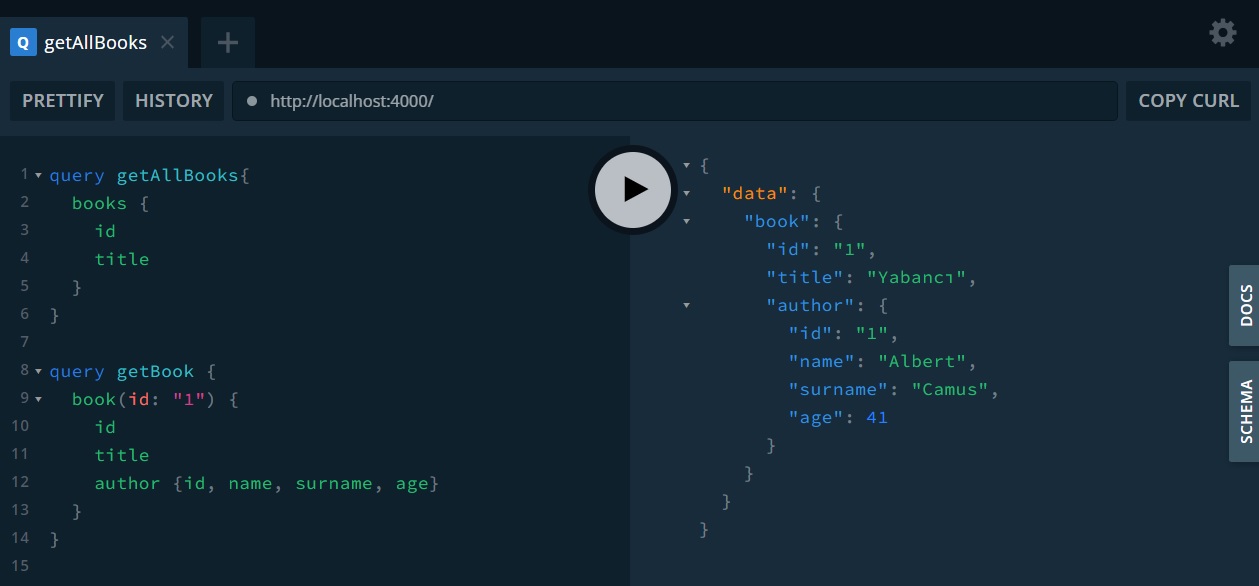 Q getAllBooks
PRETTIFY HISTORY http://localhost:4000/ COPY CURL
1 query getAllBooks{
2 books {
3 id
4 title
5 }
6 }
7
8 query getBook {
9 book(id: "1") {
10 id
11 title
12 author {id, name, surname, age}
13 }
14 }
15
{
"data": {
"book": {
"id": "1",
"title": "Yabancı",
"author": {
"id": "1",
"name": "Albert",
"surname": "Camus",
"age": 41
}
}
}
}
DOCS
SCHEMA